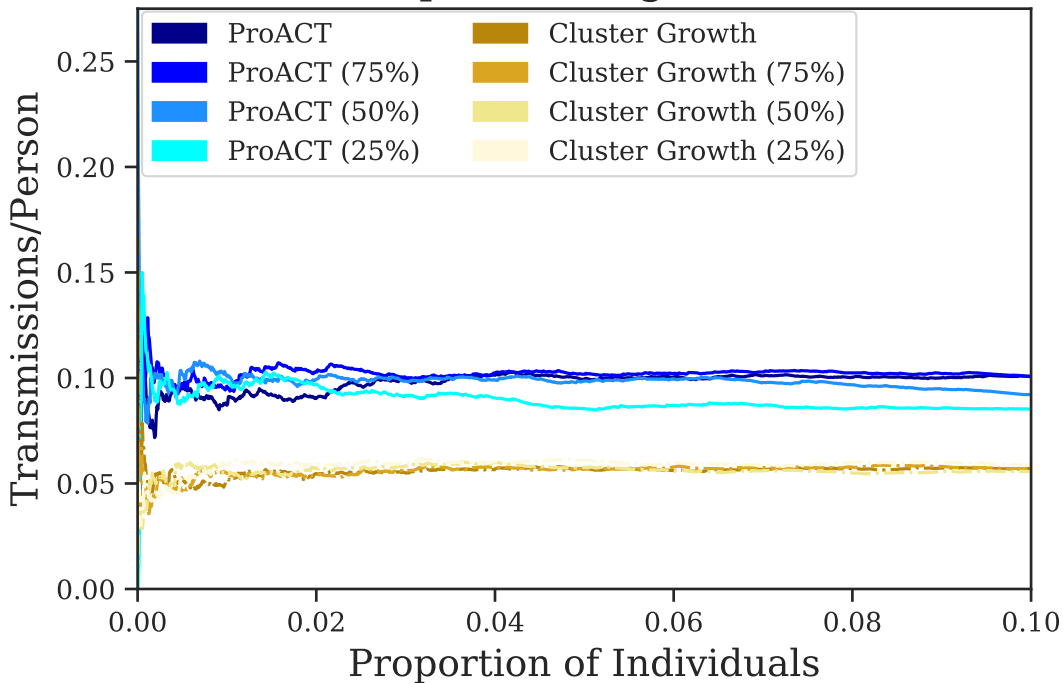 ProACT
ProACT (75%)
ProACT (50%)
ProACT (25%)
Cluster Growth
Cluster Growth (75%)
Cluster Growth (50%)
Cluster Growth (25%)
Transmissions/Person
0.25
0.20
0.15
0.10
0.05
0.00
0.00 0.02 0.04 0.06 0.08 0.10
Proportion of Individuals